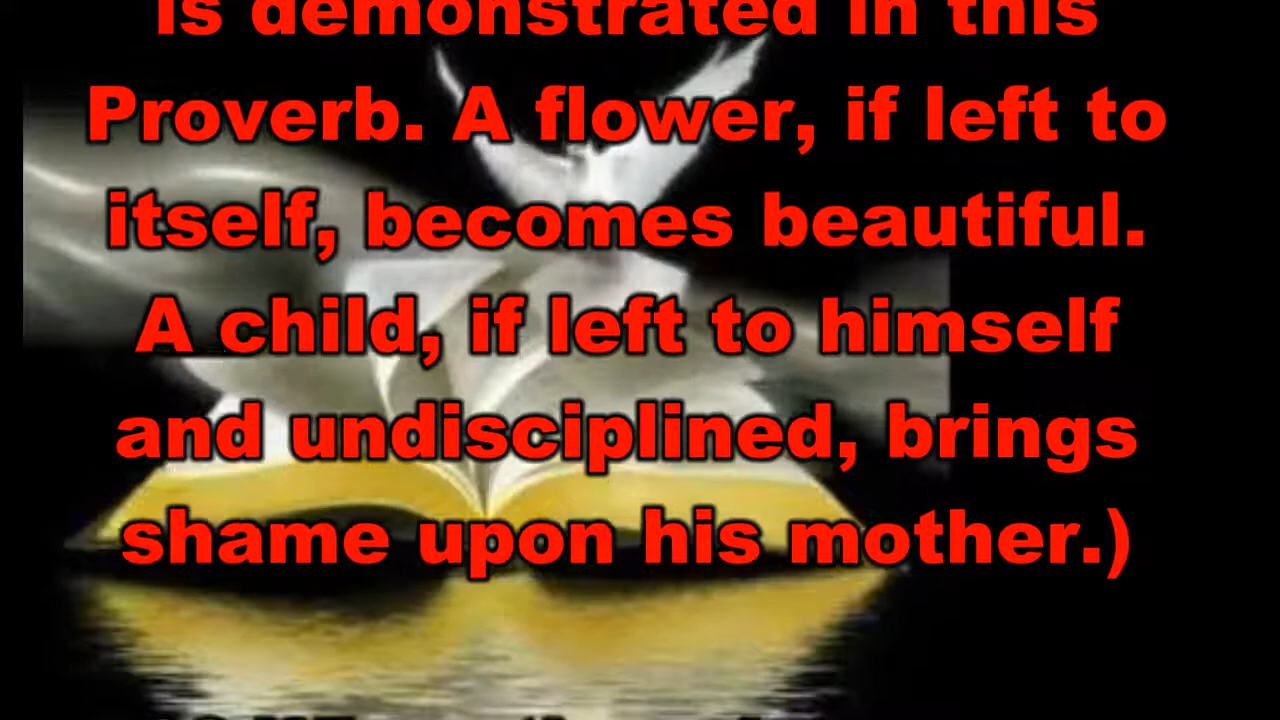 is demonstrated in this
Proverb. A flower, if left to
itself, becomes beautiful.
A child, if left to himself
and undisciplined, brings
shame upon his mother.)